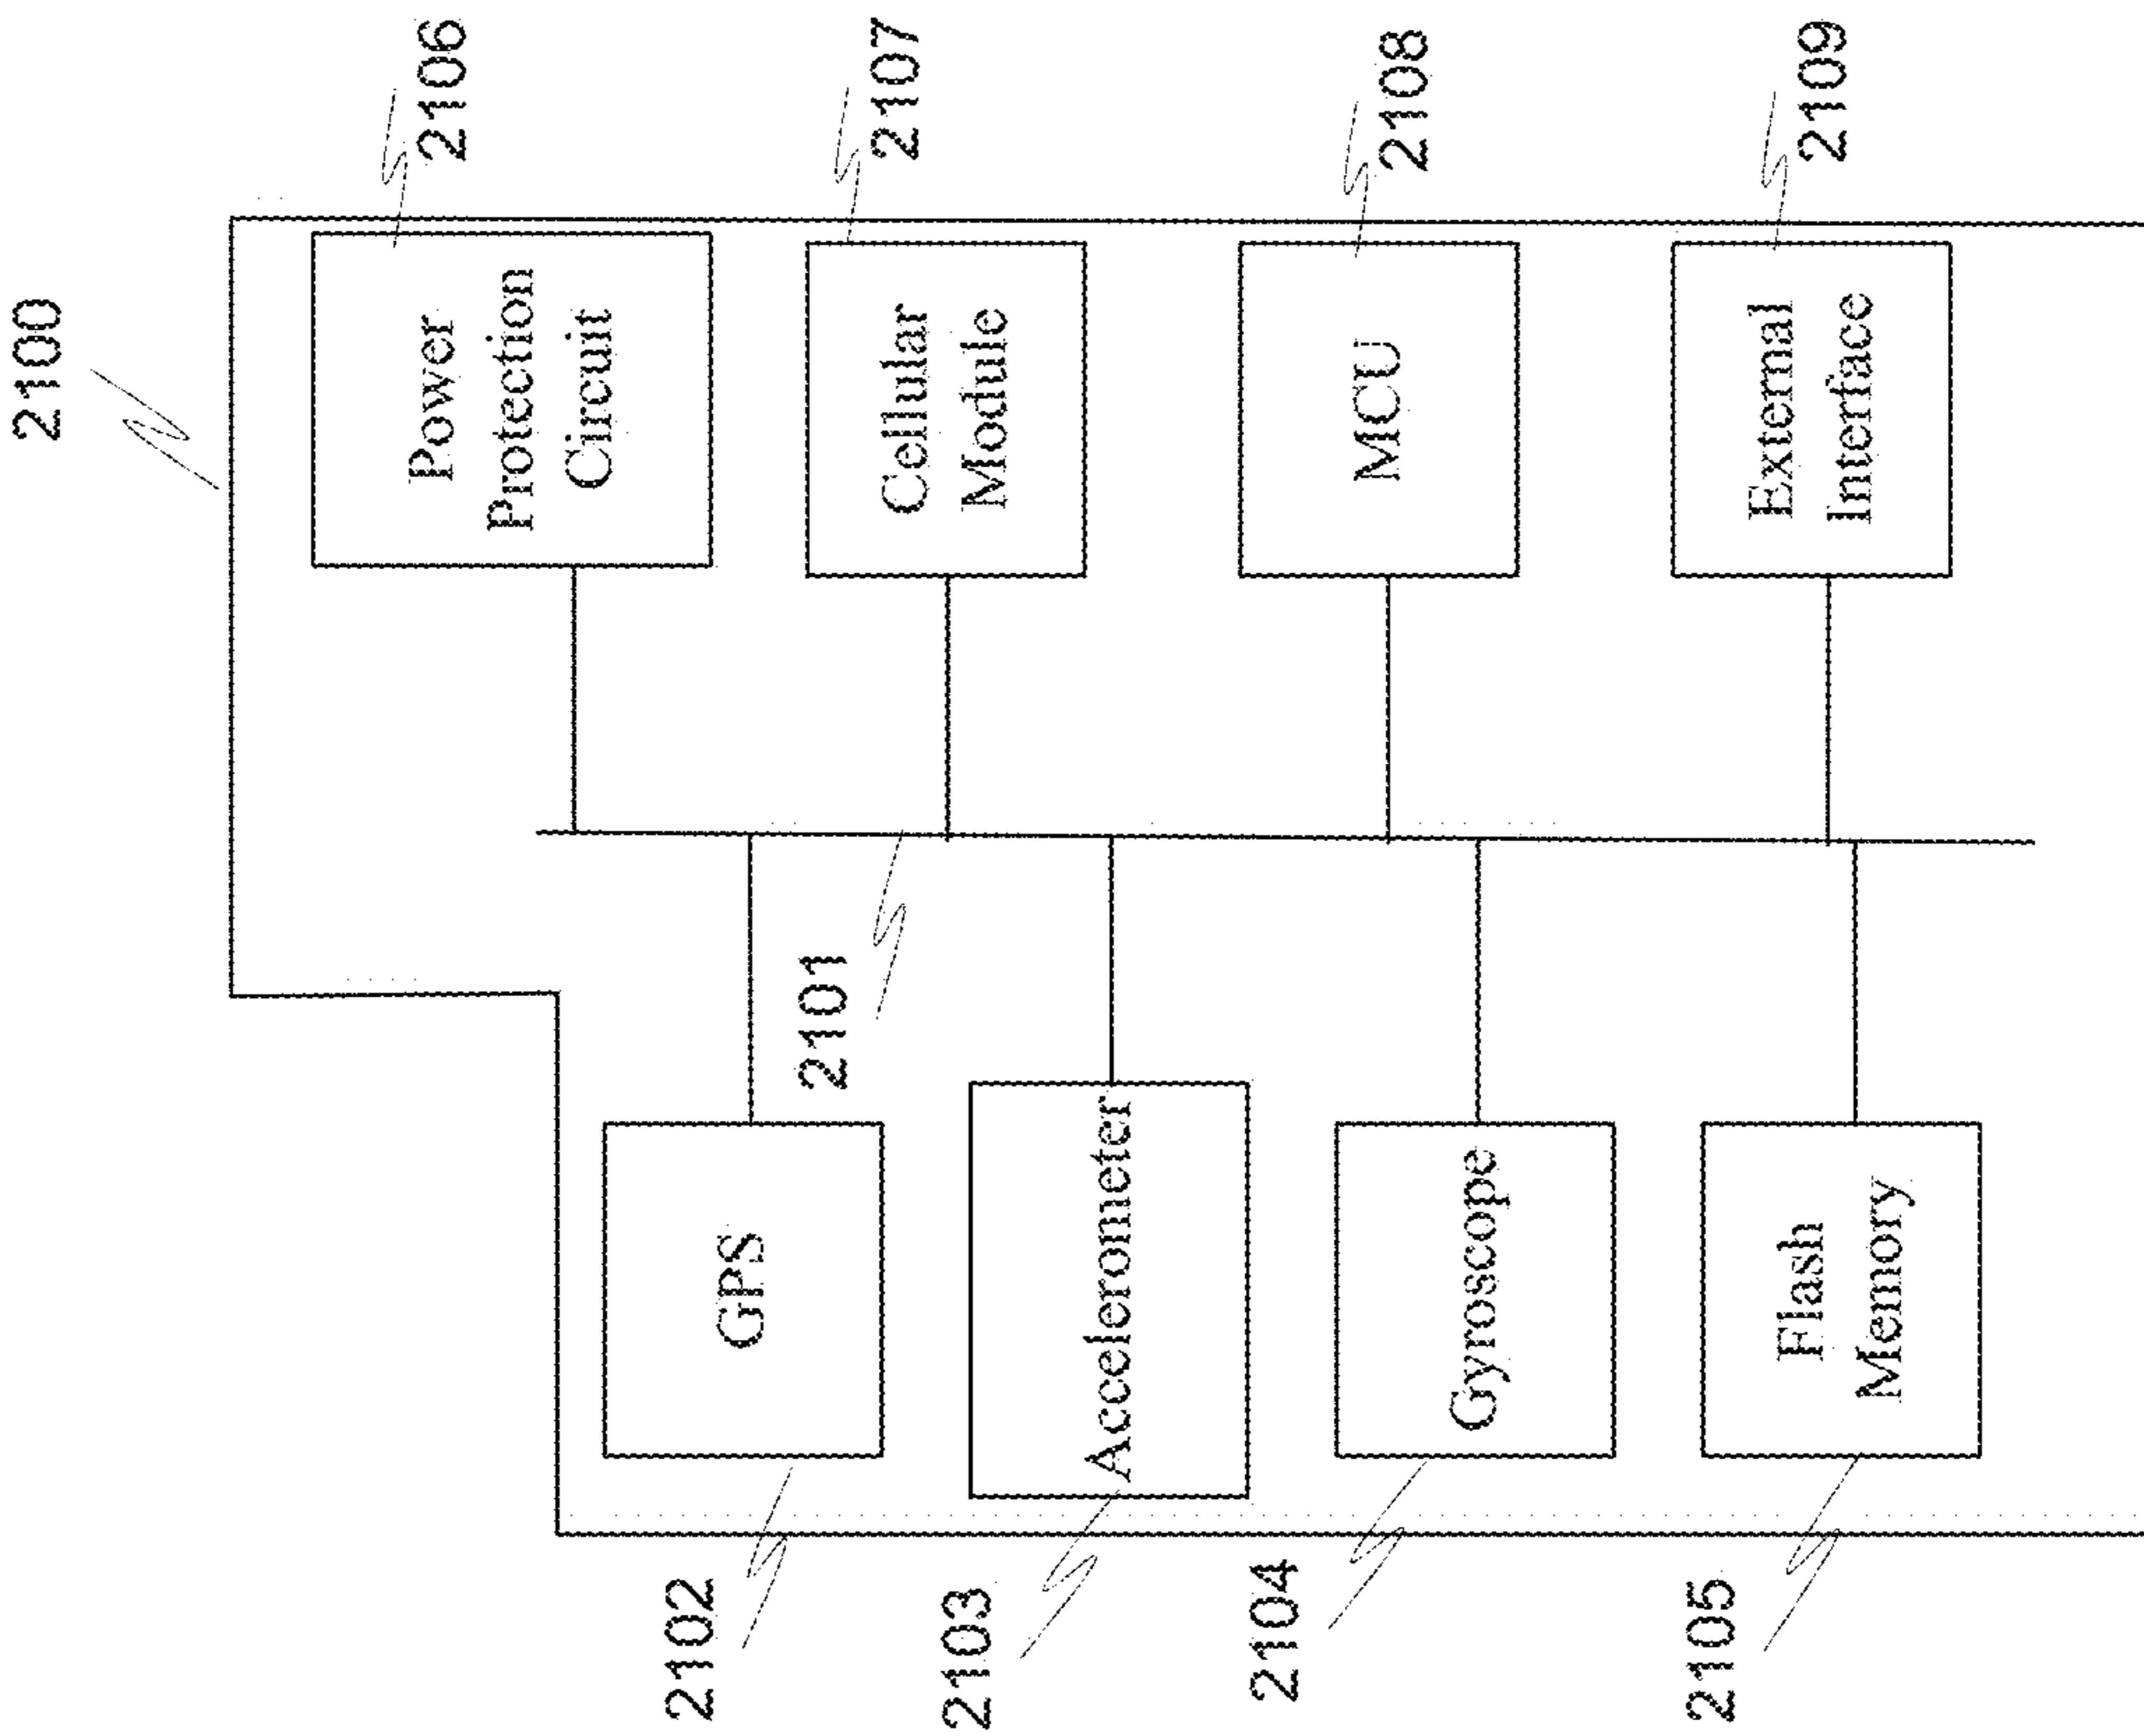 2100
Power
Protection
Circuit
2106
Cellular
Module
2107
MCU
2108
External
Interface
2109
2101
GPS
2102
Accelerometer
2103
Gyroscope
2104
Flash
Memory
2105